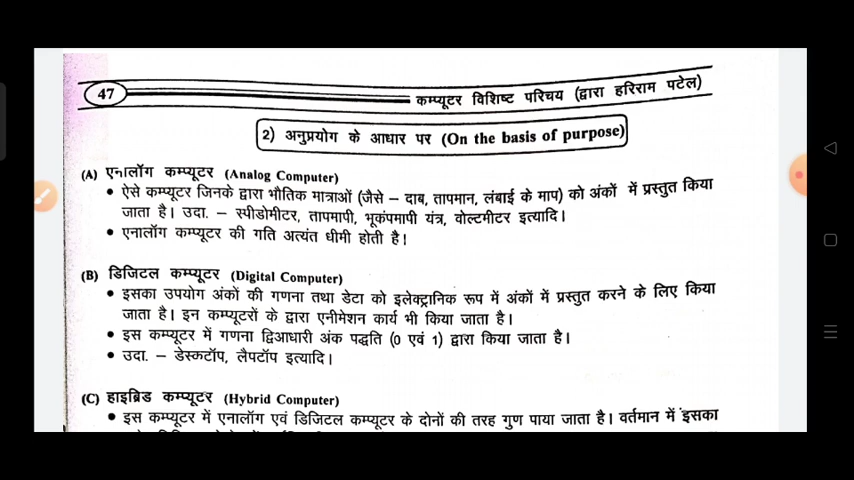 47
कम्प्यूटर विशिष्ट परिचय (द्वारा हरिराम पटेल)
2) अनुप्रयोग के आधार पर (On the basis of purpose)
(A) एनालॉग कम्प्यूटर (Analog Computer)
• ऐसे कम्प्यूटर जिनके द्वारा भौतिक मात्राओं (जैसे – दाब, तापमान, लंबाई के माप) को अंकों में प्रस्तुत किया
जाता है। उदा. – स्पीडोमीटर, तापमापी, भूकंपमापी यंत्र, वोल्टमीटर इत्यादि।
• एनालॉग कम्प्यूटर की गति अत्यंत धीमी होती है।
(B) डिजिटल कम्प्यूटर (Digital Computer)
• इसका उपयोग अंकों की गणना तथा डेटा को इलेक्ट्रानिक रूप में अंकों में प्रस्तुत करने के लिए किया
जाता है। इन कम्प्यूटरों के द्वारा एनीमेशन कार्य भी किया जाता है।
• इस कम्प्यूटर में गणना द्विआधारी अंक पद्धति (0 एवं 1) द्वारा किया जाता है।
• उदा. – डेस्कटॉप, लैपटॉप इत्यादि।
(C) हाइब्रिड कम्प्यूटर (Hybrid Computer)
• इस कम्प्यूटर में एनालॉग एवं डिजिटल कम्प्यूटर के दोनों की तरह गुण पाया जाता है। वर्तमान में इसका